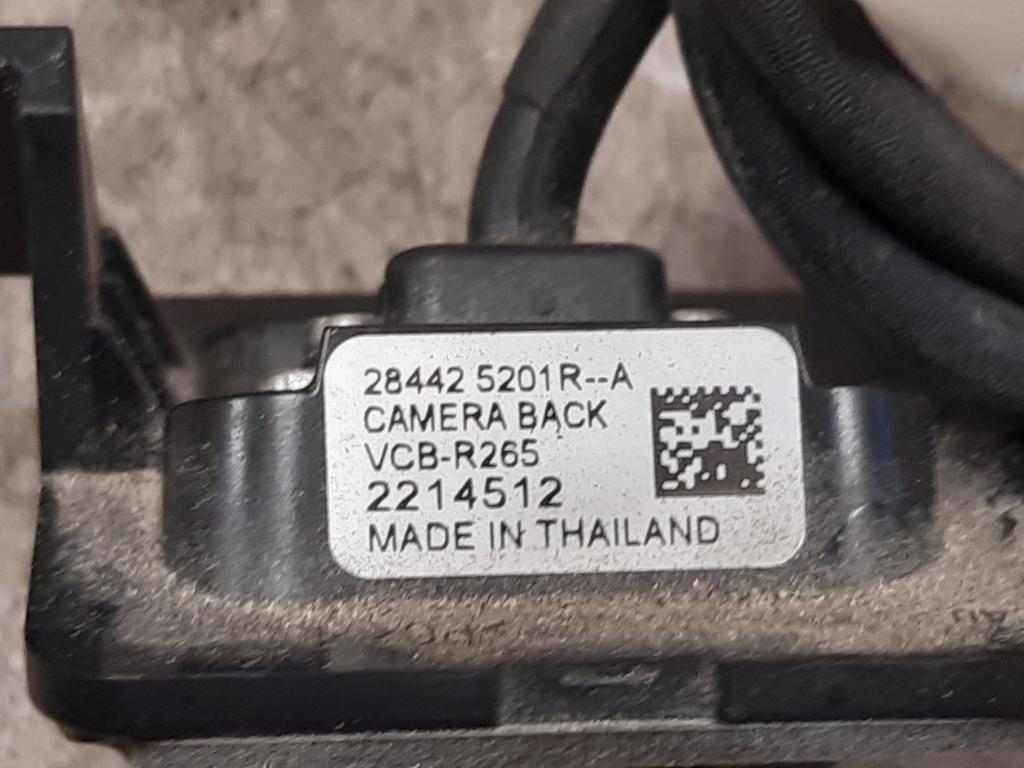 28442 5201R--A
CAMERA BACK
VCB-R265
2214512
MADE IN THAILAND